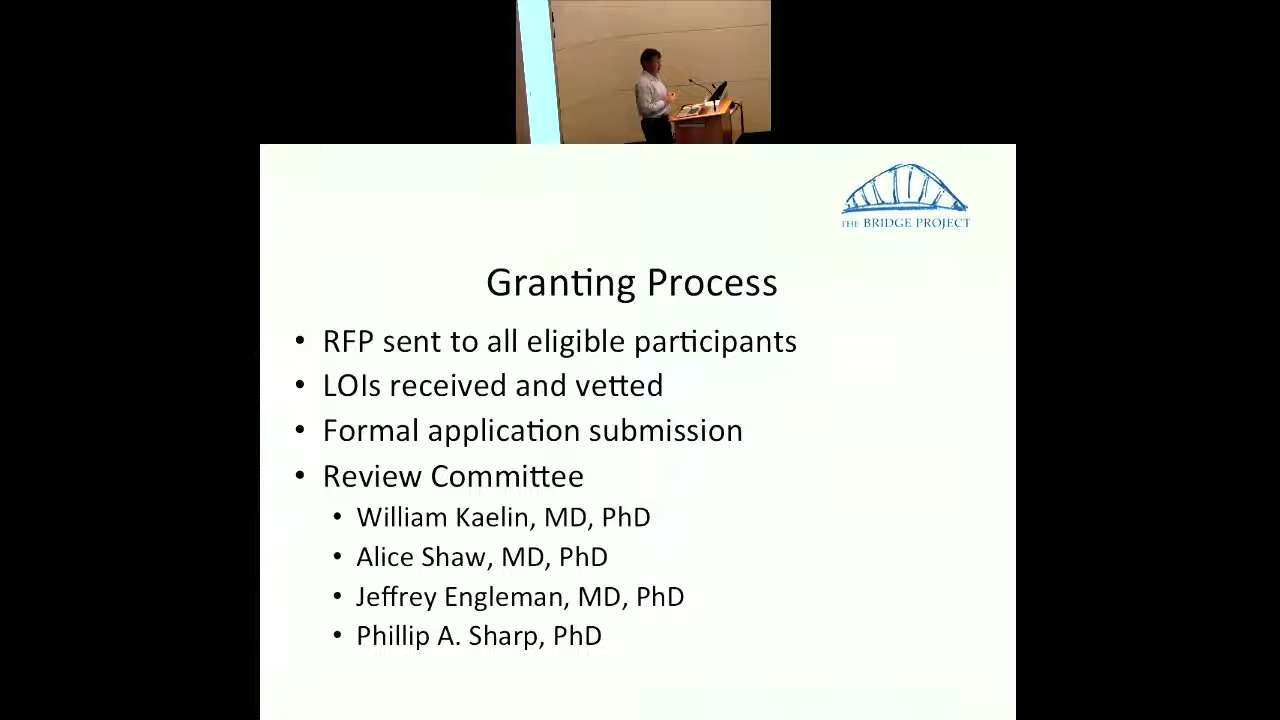 THE BRIDGE PROJECT
Granting Process
• RFP sent to all eligible participants
• LOIs received and vetted
• Formal application submission
• Review Committee
• William Kaelin, MD, PhD
• Alice Shaw, MD, PhD
• Jeffrey Engleman, MD, PhD
• Phillip A. Sharp, PhD